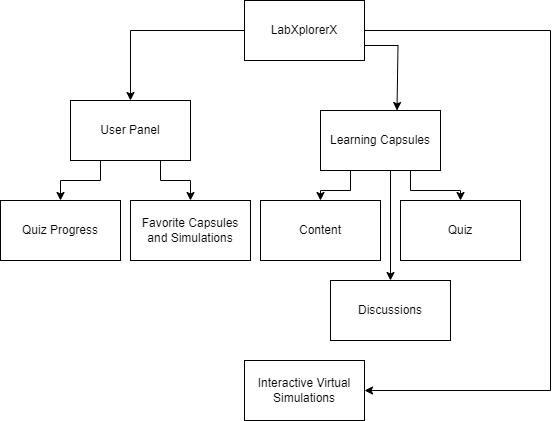 LabXplorerX
User Panel
Learning Capsules
Quiz Progress
Favorite Capsules
and Simulations
Content
Quiz
Discussions
Interactive Virtual
Simulations